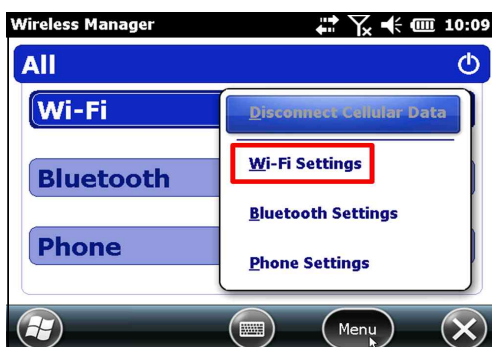 Wireless Manager 10:09
All
Wi-Fi
Disconnect Cellular Data
Wi-Fi Settings
Bluetooth
Bluetooth Settings
Phone
Phone Settings
Menu